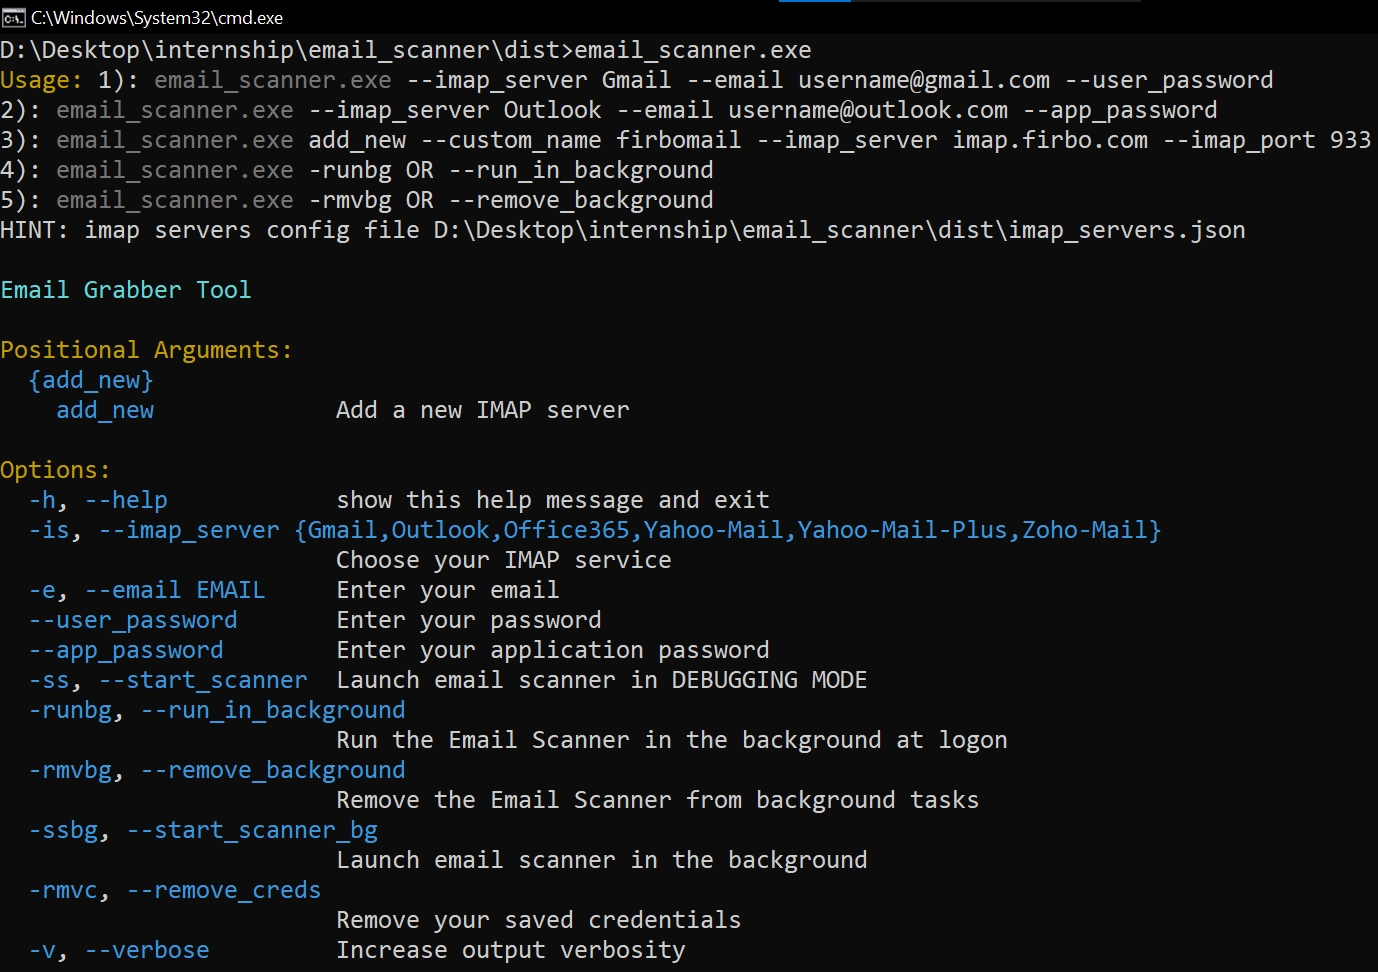 C:\Windows\System32\cmd.exe
D:\Desktop\internship\email_scanner\dist>email_scanner.exe
Usage: 1): email_scanner.exe --imap_server Gmail --email username@gmail.com --user_password
2): email_scanner.exe --imap_server Outlook --email username@outlook.com --app_password
3): email_scanner.exe add_new --custom_name firbomail --imap_server imap.firbo.com --imap_port 933
4): email_scanner.exe -runbg OR --run_in_background
5): email_scanner.exe -rmvbg OR --remove_background
HINT: imap servers config file D:\Desktop\internship\email_scanner\dist\imap_servers.json
Email Grabber Tool
Positional Arguments:
{add_new}
add_new Add a new IMAP server
Options:
-h, --help show this help message and exit
-is, --imap_server {Gmail,Outlook,Office365,Yahoo-Mail,Yahoo-Mail-Plus,Zoho-Mail}
Choose your IMAP service
-e, --email EMAIL Enter your email
--user_password Enter your password
--app_password Enter your application password
-ss, --start_scanner Launch email scanner in DEBUGGING MODE
-runbg, --run_in_background
Run the Email Scanner in the background at logon
-rmvbg, --remove_background
Remove the Email Scanner from background tasks
-ssbg, --start_scanner_bg
Launch email scanner in the background
-rmvc, --remove_creds
Remove your saved credentials
-v, --verbose Increase output verbosity